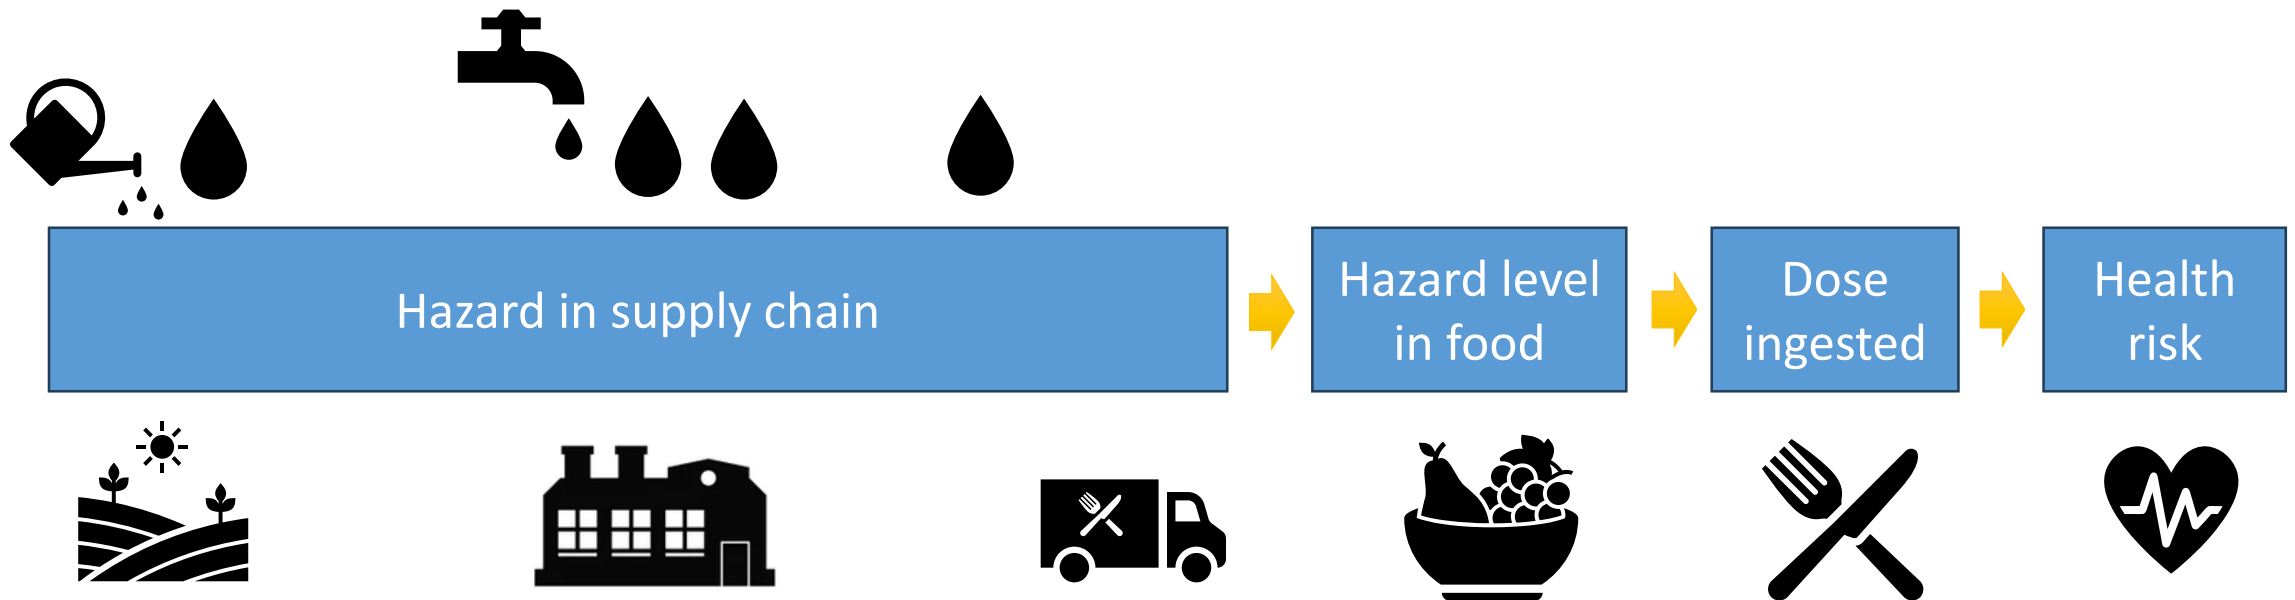 Hazard in supply chain
Hazard level
in food
Dose
ingested
Health
risk